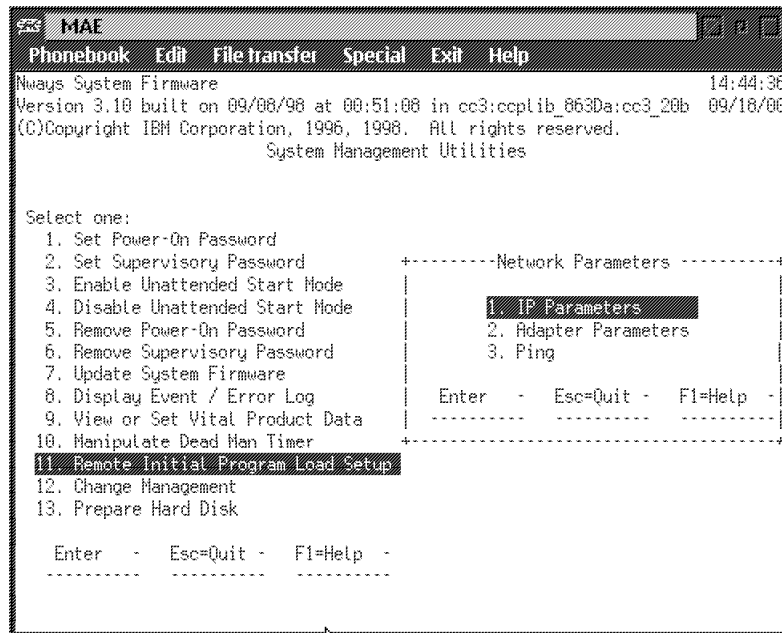 MAE
Phonebook Edit File transfer Special Exit Help
Nways System Firmware 14:44:36
Version 3.10 built on 09/08/98 at 00:51:08 in cc3:ccplib_863Da:cc3_20b 09/18/00
(C)Copyright IBM Corporation, 1996, 1998. All rights reserved.
System Management Utilities
Select one:
1. Set Power-On Password
2. Set Supervisory Password
3. Enable Unattended Start Mode
4. Disable Unattended Start Mode
5. Remove Power-On Password
6. Remove Supervisory Password
7. Update System Firmware
8. Display Event / Error Log
9. View or Set Vital Product Data
10. Manipulate Dead Man Timer
11. Remote Initial Program Load Setup
12. Change Management
13. Prepare Hard Disk
Enter - Esc=Quit - F1=Help -
Network Parameters
1. IP Parameters
2. Adapter Parameters
3. Ping
Enter - Esc=Quit - F1=Help -